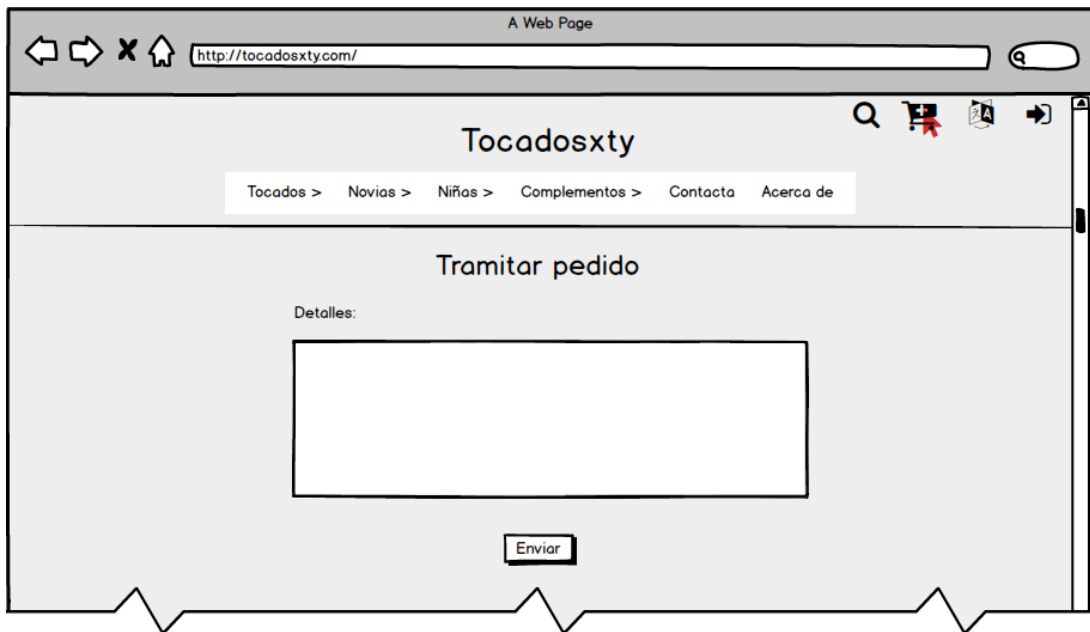 A Web Page
http://tocadosxty.com/
Tocadosxty
Tocados > Novias > Niñas > Complementos > Contacta Acerca de
Tramitar pedido
Detalles:
Enviar